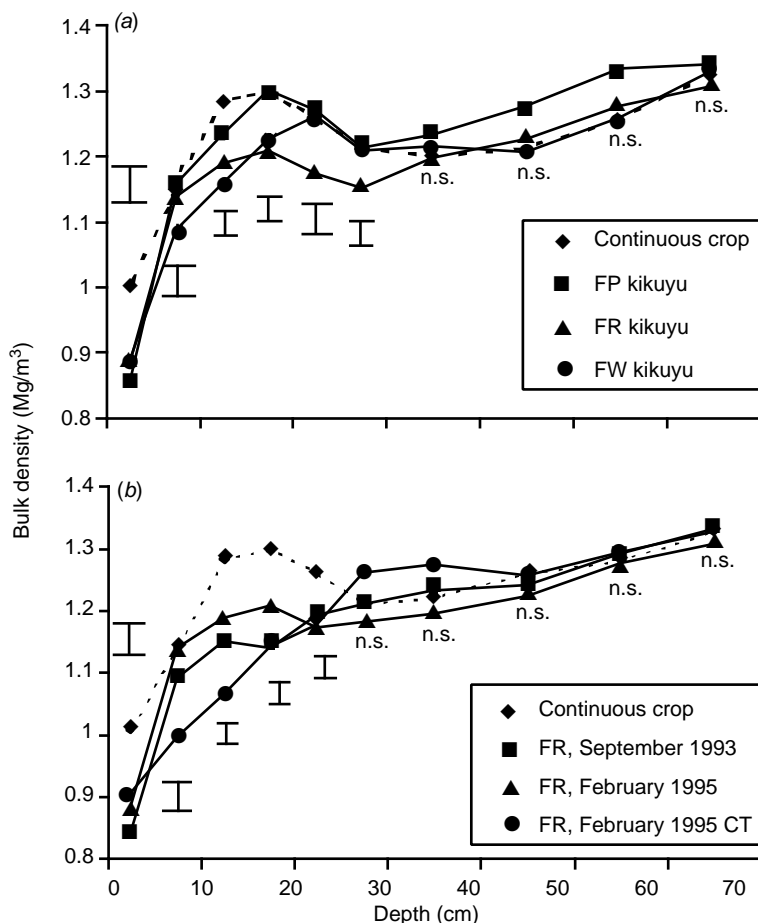 (a)
1.4
1.3
1.2
1.1
1
0.9
0.8
n.s.
n.s.
n.s.
n.s.
Continuous crop
FP kikuyu
FR kikuyu
FW kikuyu
Bulk density (Mg/m³)
(b)
1.4
1.3
1.2
1.1
1
0.9
0.8
n.s.
n.s.
n.s.
n.s.
n.s.
Continuous crop
FR, September 1993
FR, February 1995
FR, February 1995 CT
0 10 20 30 40 50 60 70
Depth (cm)